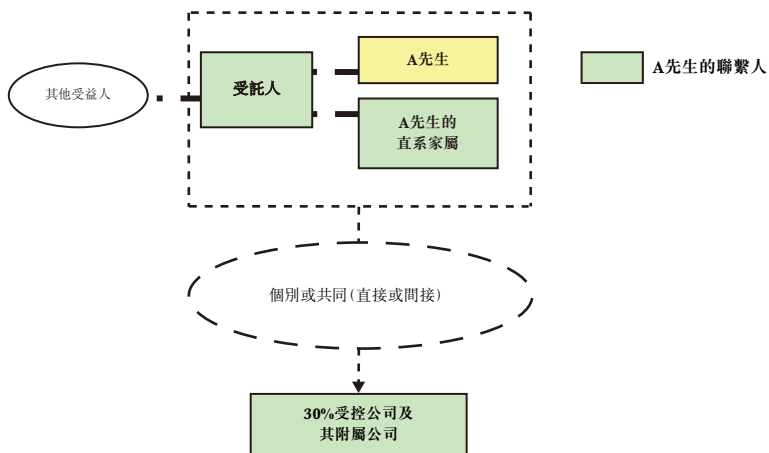 A先生
A先生的聯繫人
其他受益人
受託人
A先生的
直系家屬
個別或共同(直接或間接)
30%受控公司及
其附屬公司